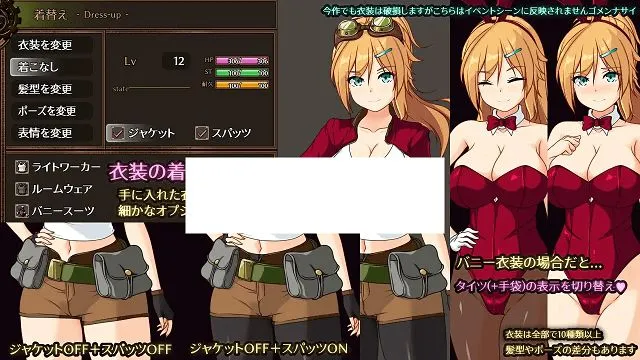 着替え - Dress-up -
今作でも衣装は破損しますがこちらはイベントシーンに反映されませんゴメンナサイ
衣装を変更
着こなし
髪型を変更
ポーズを変更
表情を変更
Lv 12
state
HP
ST
耐久
ジャケット
スパッツ
ライトワーカー
ルームウェア
バニースーツ
衣装の着
手に入れた衣
細かなオプシ
バニー衣装の場合だと…
タイツ(+手袋)の表示を切り替え♥
ジャケットOFF+スパッツOFF
ジャケットOFF+スパッツON
衣装は全部で10種類以上
髪型やポーズの差分もあります